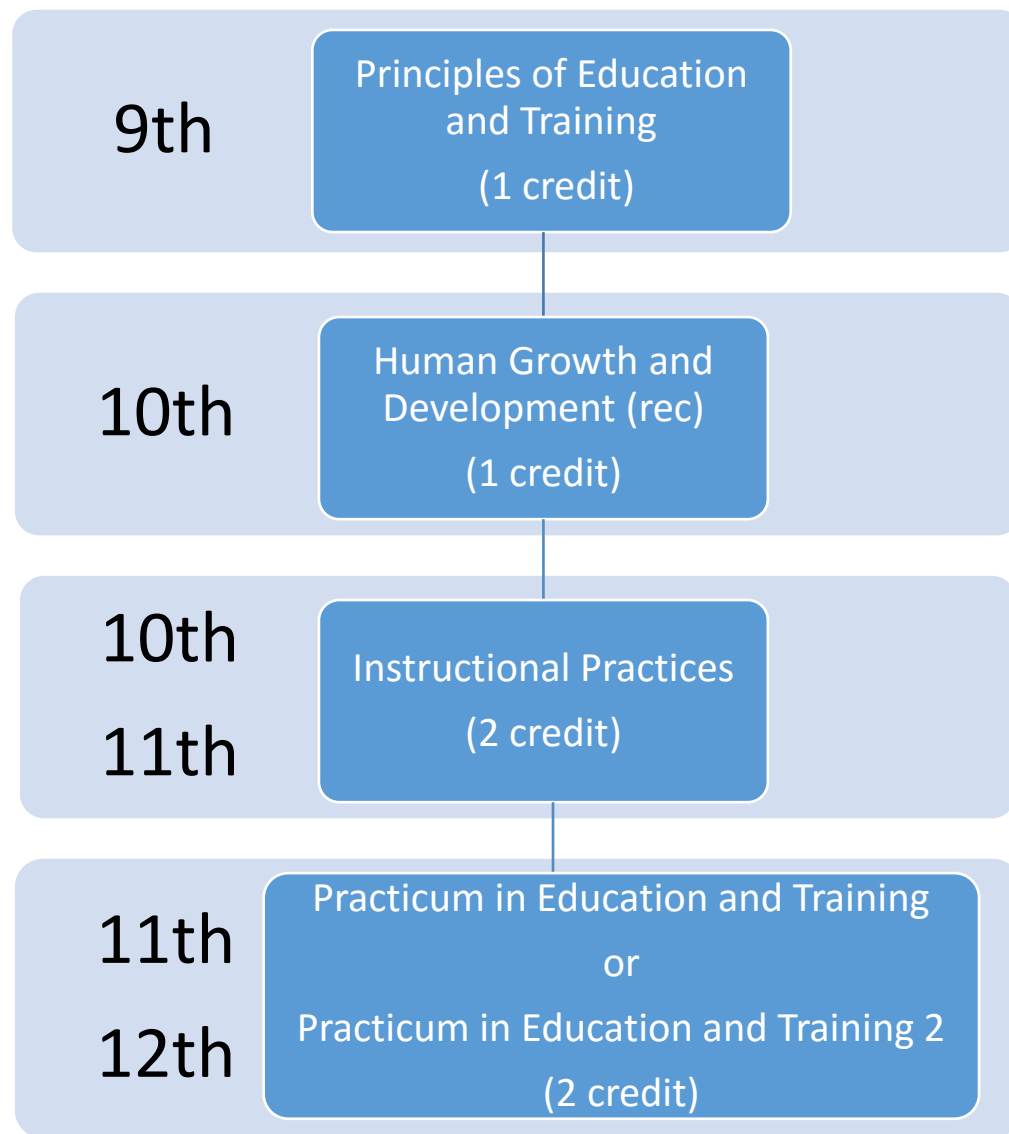 9th
Principles of Education
and Training
(1 credit)
10th
Human Growth and
Development (rec)
(1 credit)
10th
11th
Instructional Practices
(2 credit)
11th
12th
Practicum in Education and Training
or
Practicum in Education and Training 2
(2 credit)